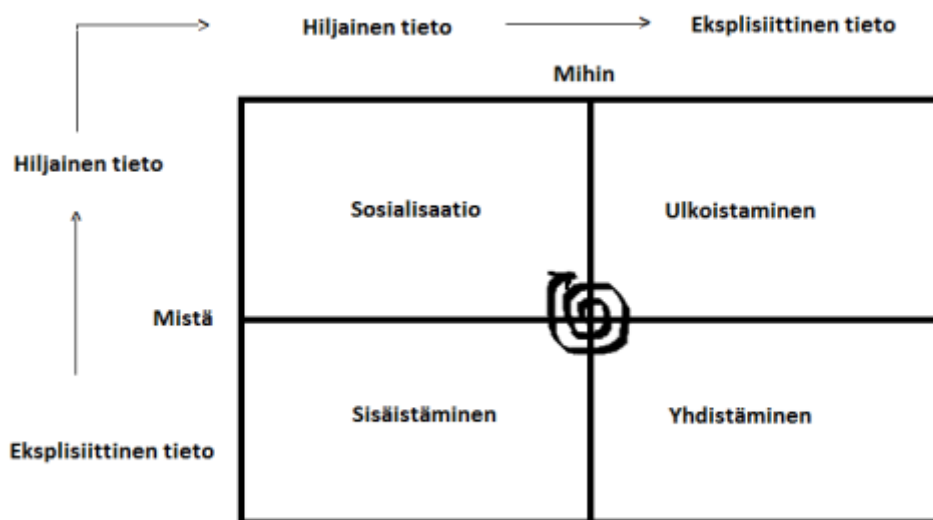 Hiljainen tieto
Eksplisiittinen tieto
Mihin
Hiljainen tieto
Sosialisaatio
Ulkoistaminen
Mistä
Sisäistäminen
Yhdistäminen
Eksplisiittinen tieto